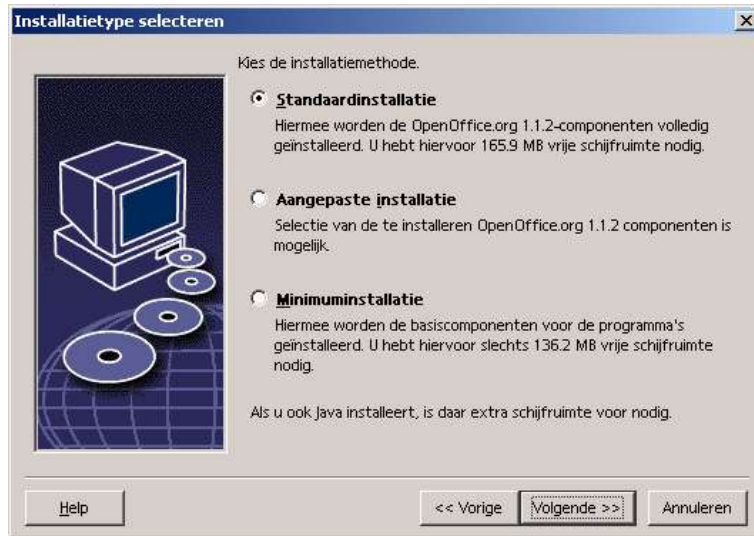 Installatietype selecteren
Kies de installatiemethode.
Standaardinstallatie
Hiermee worden de OpenOffice.org 1.1.2-componenten volledig
geïnstalleerd. U hebt hiervoor 165.9 MB vrije schijfruimte nodig.
Aangepaste installatie
Selectie van de te installeren OpenOffice.org 1.1.2 componenten is
mogelijk.
Minimuminstallatie
Hiermee worden de basiscomponenten voor de programma's
geïnstalleerd. U hebt hiervoor slechts 136.2 MB vrije schijfruimte
nodig.
Als u ook Java installeert, is daar extra schijfruimte voor nodig.
Help
<< Vorige
Volgende >>
Annuleren